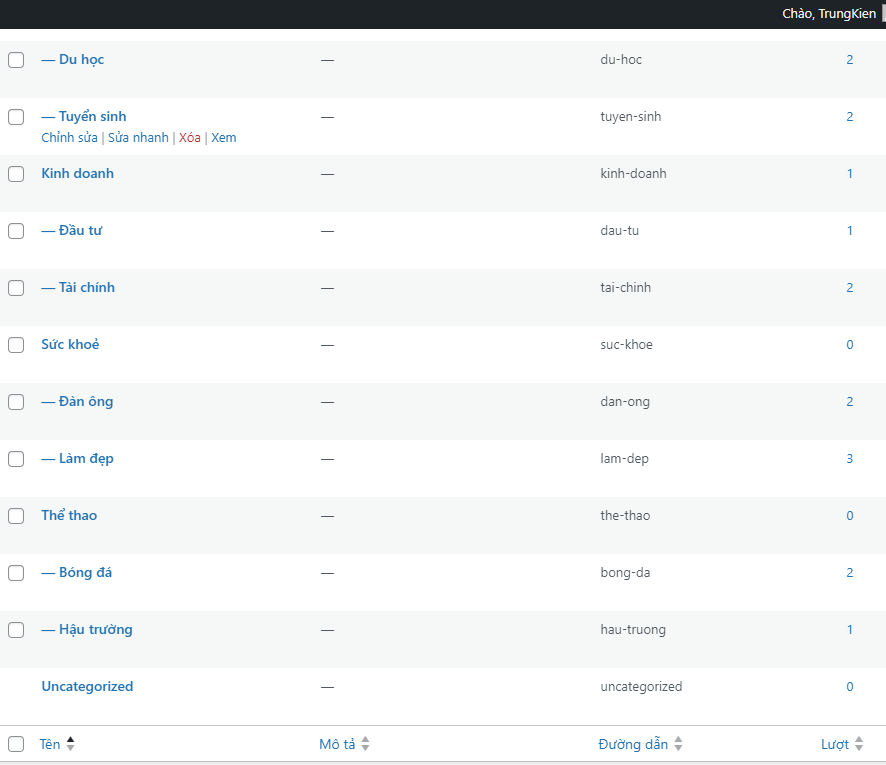 Chào, TrungKien
— Du học — du-hoc 2
— Tuyển sinh — tuyen-sinh 2
Chỉnh sửa | Sửa nhanh | Xóa | Xem
Kinh doanh — kinh-doanh 1
— Đầu tư — dau-tu 1
— Tài chính — tai-chinh 2
Sức khoẻ — suc-khoe 0
— Đàn ông — dan-ong 2
— Làm đẹp — lam-dep 3
Thể thao — the-thao 0
— Bóng đá — bong-da 2
— Hậu trường — hau-truong 1
Uncategorized — uncategorized 0
Tên Mô tả Đường dẫn Lượt